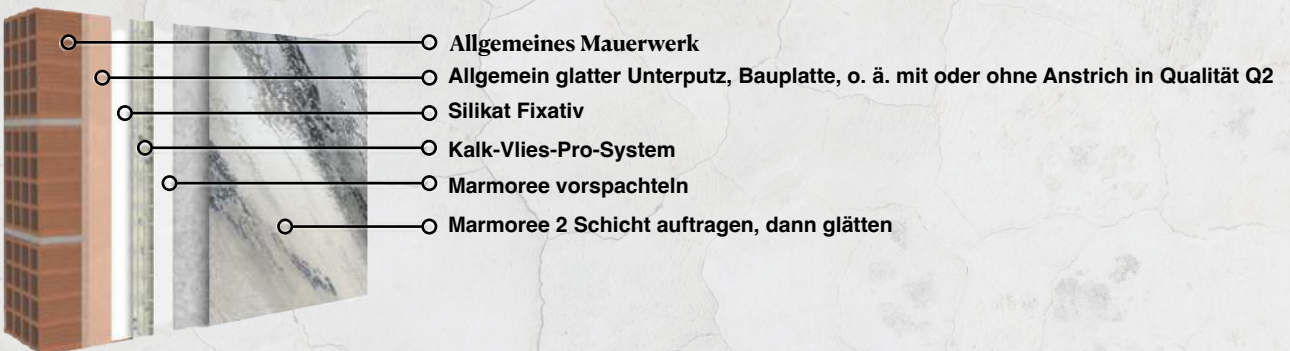 Allgemeines Mauerwerk
Allgemein glatter Unterputz, Bauplatte, o. ä. mit oder ohne Anstrich in Qualität Q2
Silikat Fixativ
Kalk-Vlies-Pro-System
Marmoree vorspachteln
Marmoree 2 Schicht auftragen, dann glätten